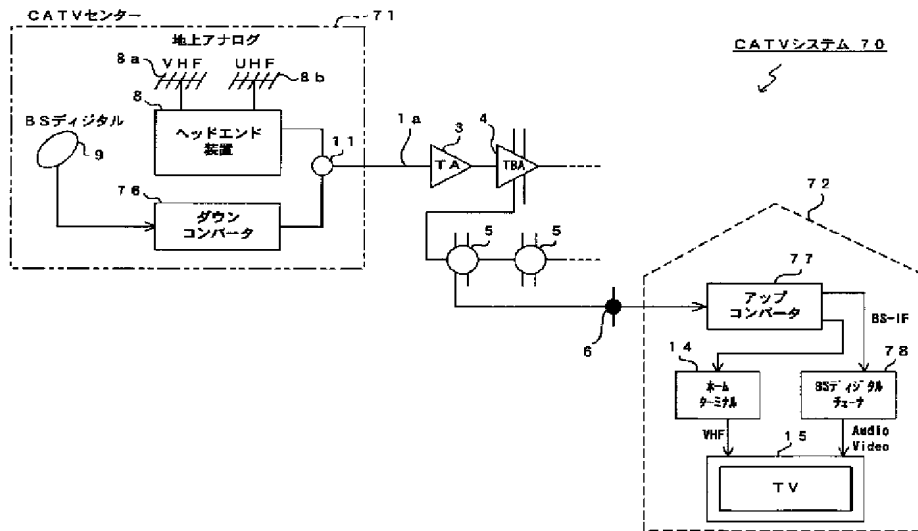 CATVセンター
71
地上アナログ
8a
VHF
UHF
8b
CATVシステム 70
8
ヘッドエンド
装置
BSディジタル
9
11
1a
3
TA
4
TBA
76
ダウン
コンバータ
5
5
6
72
77
アップ
コンバータ
BS-IF
14
78
ホーム
ターミナル
BSディジタル
チューナ
VHF
15
Audio
Video
TV